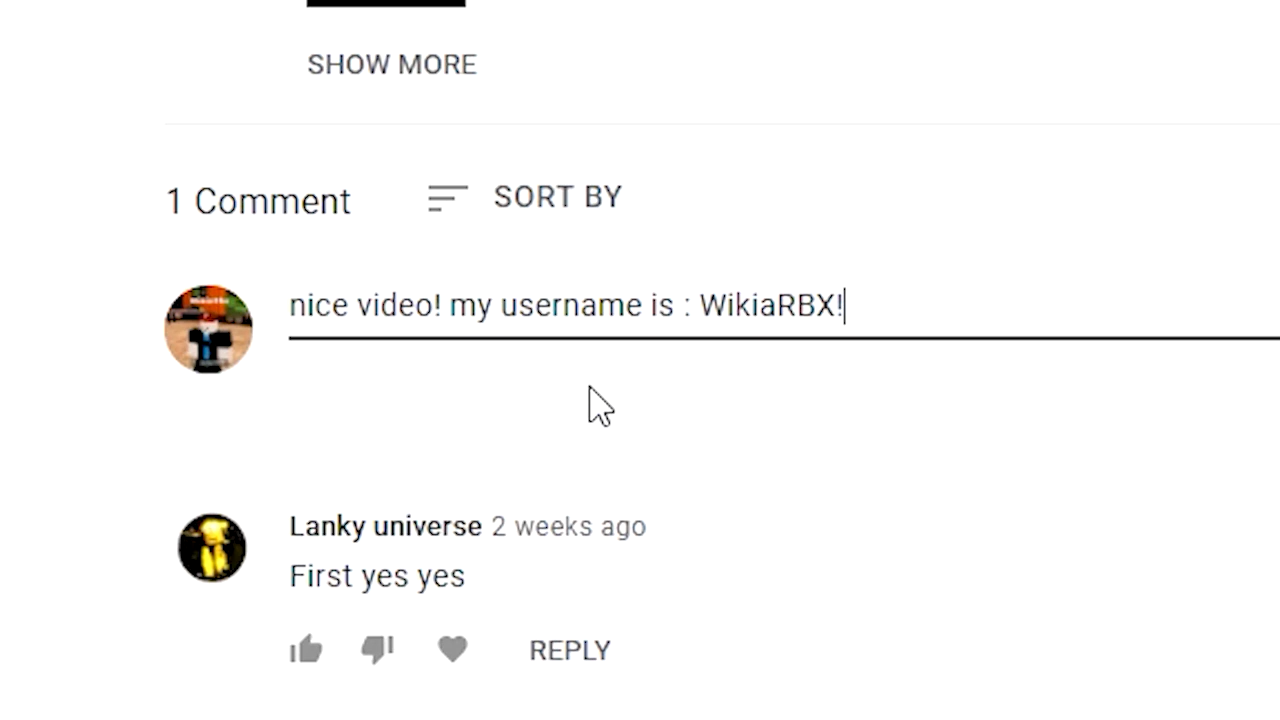 SHOW MORE
1 Comment
SORT BY
nice video! my username is : WikiaRBX!
Lanky universe 2 weeks ago
First yes yes
REPLY